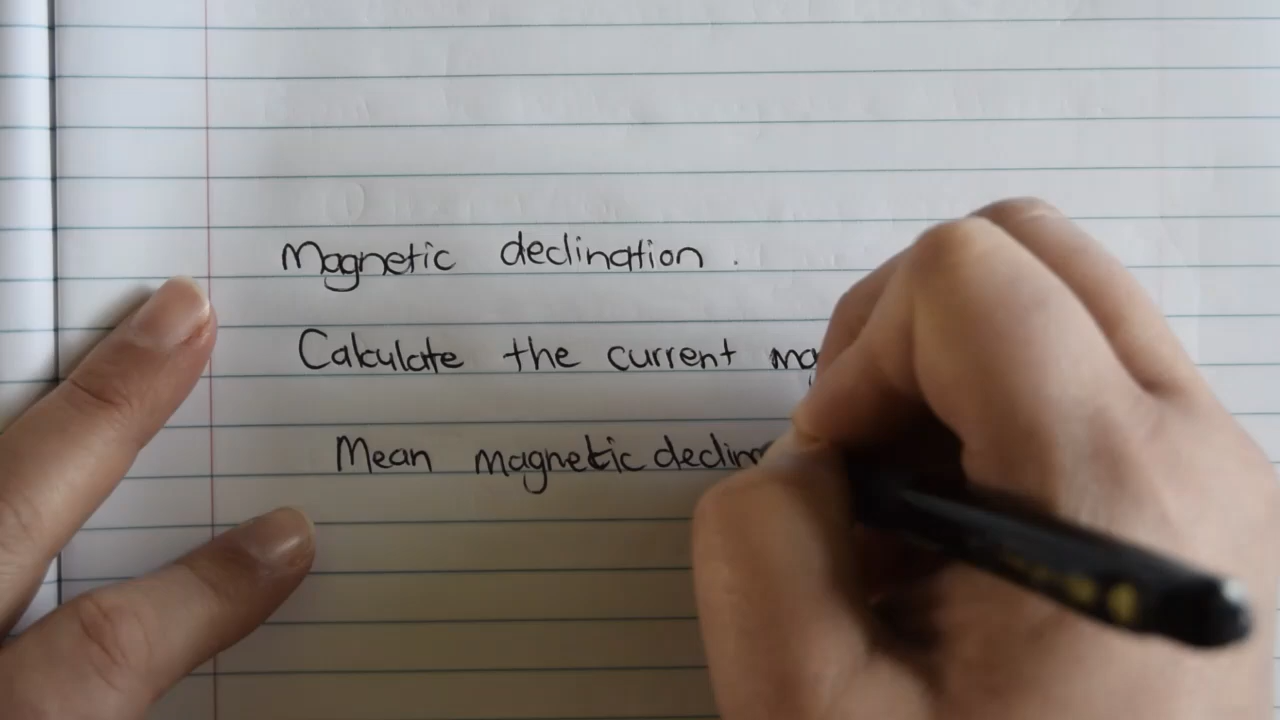 Magnetic declination.
Calculate the current
Mean magnetic